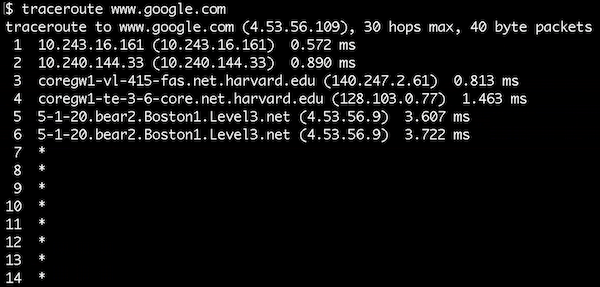 $ traceroute www.google.com
traceroute to www.google.com (4.53.56.109), 30 hops max, 40 byte packets
1 10.243.16.161 (10.243.16.161) 0.572 ms
2 10.240.144.33 (10.240.144.33) 0.890 ms
3 coregw1-vl-415-fas.net.harvard.edu (140.247.2.61) 0.813 ms
4 coregw1-te-3-6-core.net.harvard.edu (128.103.0.77) 1.463 ms
5 5-1-20.bear2.Boston1.Level3.net (4.53.56.9) 3.607 ms
6 5-1-20.bear2.Boston1.Level3.net (4.53.56.9) 3.722 ms
7 *
8 *
9 *
10 *
11 *
12 *
13 *
14 *